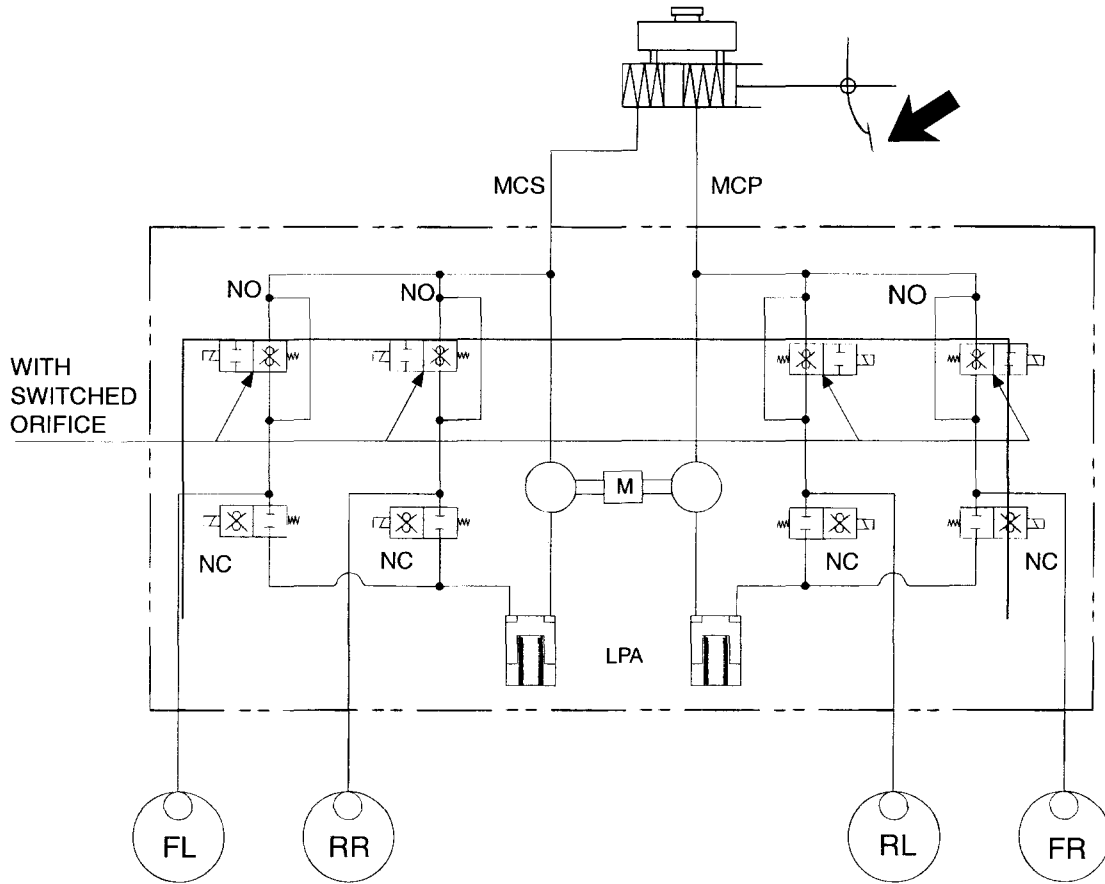 MCS
MCP
NO
NO
NO
WITH
SWITCHED
ORIFICE
M
NC
NC
NC
NC
LPA
FL
RR
RL
FR